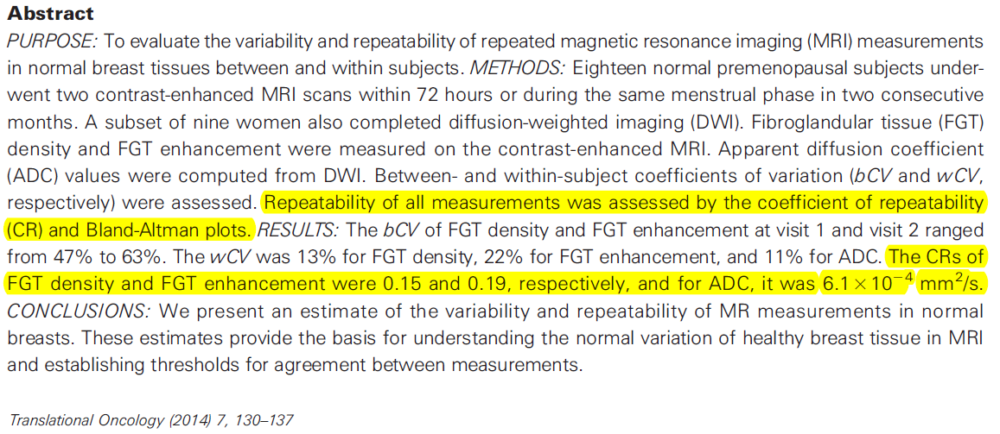 Abstract
PURPOSE: To evaluate the variability and repeatability of repeated magnetic resonance imaging (MRI) measurements
in normal breast tissues between and within subjects. METHODS: Eighteen normal premenopausal subjects under-
went two contrast-enhanced MRI scans within 72 hours or during the same menstrual phase in two consecutive
months. A subset of nine women also completed diffusion-weighted imaging (DWI). Fibroglandular tissue (FGT)
density and FGT enhancement were measured on the contrast-enhanced MRI. Apparent diffusion coefficient
(ADC) values were computed from DWI. Between- and within-subject coefficients of variation (bCV and wCV,
respectively) were assessed. Repeatability of all measurements was assessed by the coefficient of repeatability
(CR) and Bland-Altman plots. RESULTS: The bCV of FGT density and FGT enhancement at visit 1 and visit 2 ranged
from 47% to 63%. The wCV was 13% for FGT density, 22% for FGT enhancement, and 11% for ADC. The CRs of
FGT density and FGT enhancement were 0.15 and 0.19, respectively, and for ADC, it was 6.1 × 10⁻⁴ mm²/s.
CONCLUSIONS: We present an estimate of the variability and repeatability of MR measurements in normal
breasts. These estimates provide the basis for understanding the normal variation of healthy breast tissue in MRI
and establishing thresholds for agreement between measurements.
Translational Oncology (2014) 7, 130–137